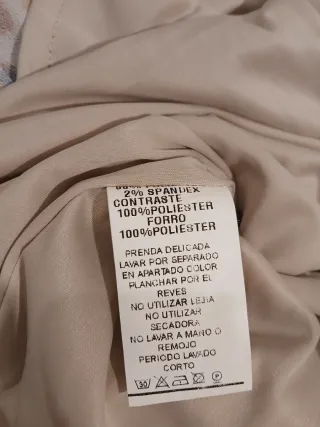 2% SPANDEX
CONTRASTE
100%POLIESTER
FORRO
100%POLIESTER
PRENDA DELICADA
LAVAR POR SEPARADO
EN APARTADO COLOR
PLANCHAR POR EL
REVES
NO UTILIZAR LEJIA
NO UTILIZAR
SECADORA
NO LAVAR A MANO O
REMOJO
PERIODO LAVADO
CORTO
30 P